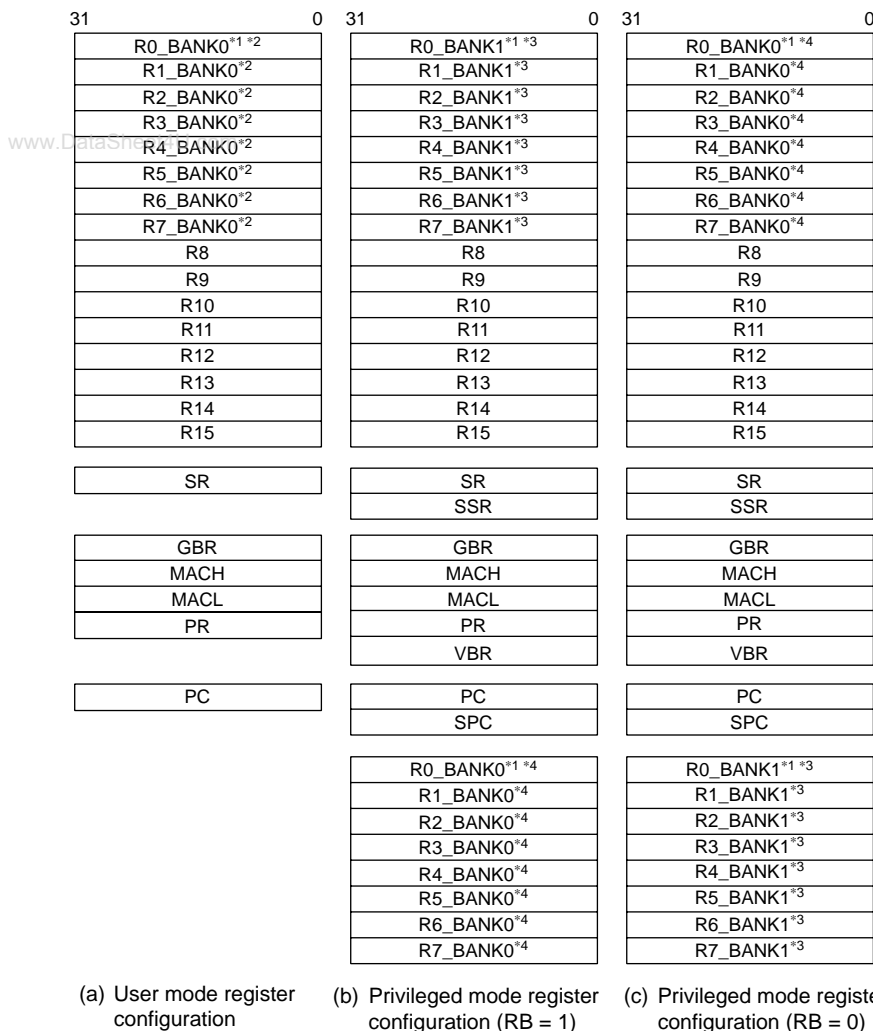 31 0 31 0 31 0
R0_BANK0*1 *2 R0_BANK1*1 *3 R0_BANK0*1 *4
R1_BANK0*2 R1_BANK1*3 R1_BANK0*4
R2_BANK0*2 R2_BANK1*3 R2_BANK0*4
R3_BANK0*2 R3_BANK1*3 R3_BANK0*4
www.DataSheet4U.com
R4_BANK0*2 R4_BANK1*3 R4_BANK0*4
R5_BANK0*2 R5_BANK1*3 R5_BANK0*4
R6_BANK0*2 R6_BANK1*3 R6_BANK0*4
R7_BANK0*2 R7_BANK1*3 R7_BANK0*4
R8 R8 R8
R9 R9 R9
R10 R10 R10
R11 R11 R11
R12 R12 R12
R13 R13 R13
R14 R14 R14
R15 R15 R15
SR SR SR
SSR SSR
GBR GBR GBR
MACH MACH MACH
MACL MACL MACL
PR PR PR
VBR VBR
PC PC PC
SPC SPC
R0_BANK0*1 *4 R0_BANK1*1 *3
R1_BANK0*4 R1_BANK1*3
R2_BANK0*4 R2_BANK1*3
R3_BANK0*4 R3_BANK1*3
R4_BANK0*4 R4_BANK1*3
R5_BANK0*4 R5_BANK1*3
R6_BANK0*4 R6_BANK1*3
R7_BANK0*4 R7_BANK1*3
(a) User mode register
configuration
(b) Privileged mode register
configuration (RB = 1)
(c) Privileged mode registe
configuration (RB = 0)